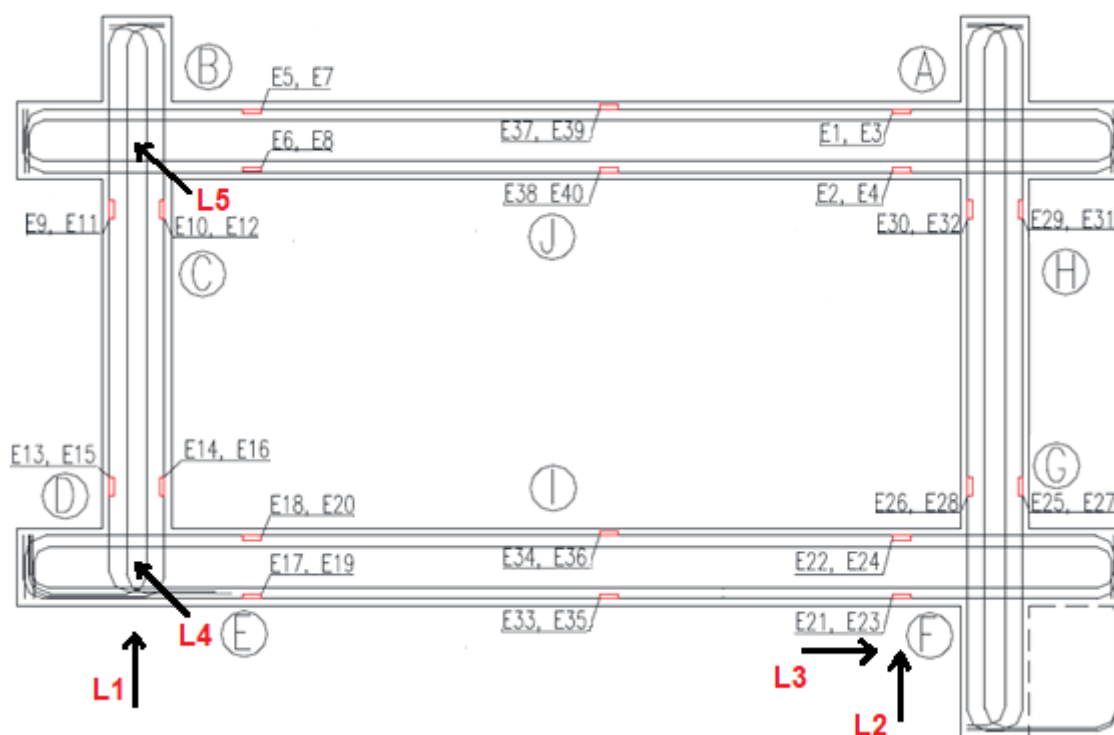 B
A
E5, E7
E37, E39
E1, E3
E6, E8
E38 E40
E2, E4
L5
E9, E11
E10, E12
E30, E32
E29, E31
J
C
H
E13, E15
E14, E16
D
I
G
E18, E20
E26, E28
E25, E27
E34, E36
E22, E24
E17, E19
E33, E35
E21, E23
L4
E
F
L3
L1
L2